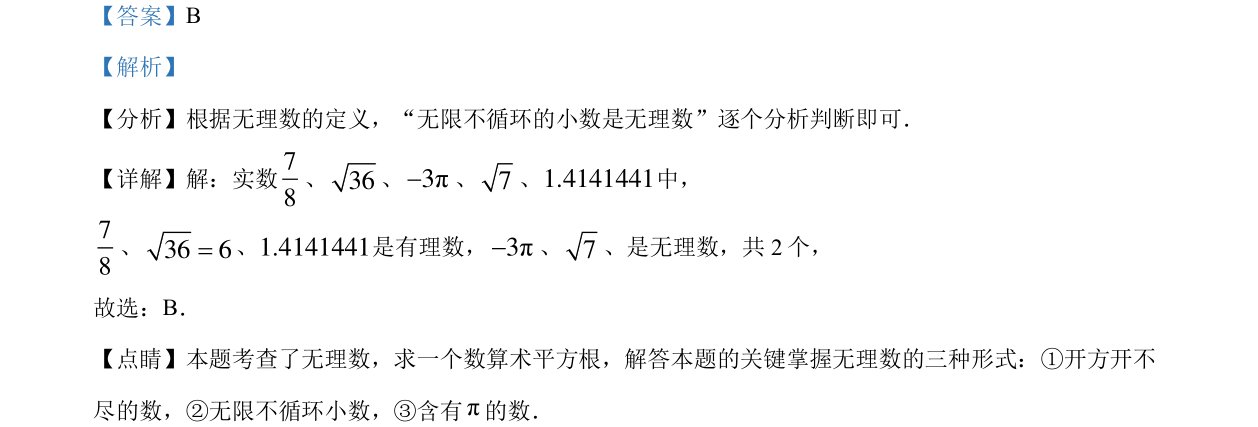 【答案】B
【解析】
【分析】根据无理数的定义，“无限不循环的小数是无理数”逐个分析判断即可．
【详解】解：实数 7/8 、 √36 、−3π 、 √7 、1.4141441中，
7/8 、 √36 = 6、1.4141441是有理数，−3π 、 √7 、是无理数，共 2 个，
故选：B．
【点睛】本题考查了无理数，求一个数算术平方根，解答本题的关键掌握无理数的三种形式：①开方开不
尽的数，②无限不循环小数，③含有 π 的数．